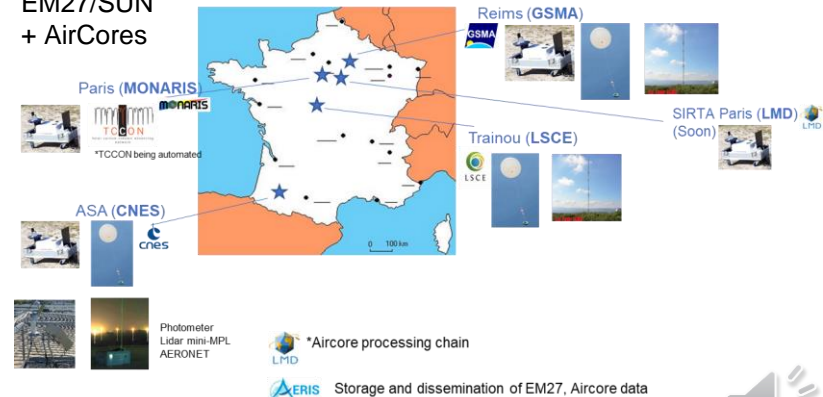 EM27/SUN
+ AirCores
Reims (GSMA)
GSMA
Paris (MONARIS)
MONARIS
TCCON
*TCCON being automated
SIRTA Paris (LMD)
(Soon)
LMD
Trainou (LSCE)
LSCE
ASA (CNES)
cnes
0 100 km
Photometer
Lidar mini-MPL
AERONET
LMD
*Aircore processing chain
AERIS Storage and dissemination of EM27, Aircore data